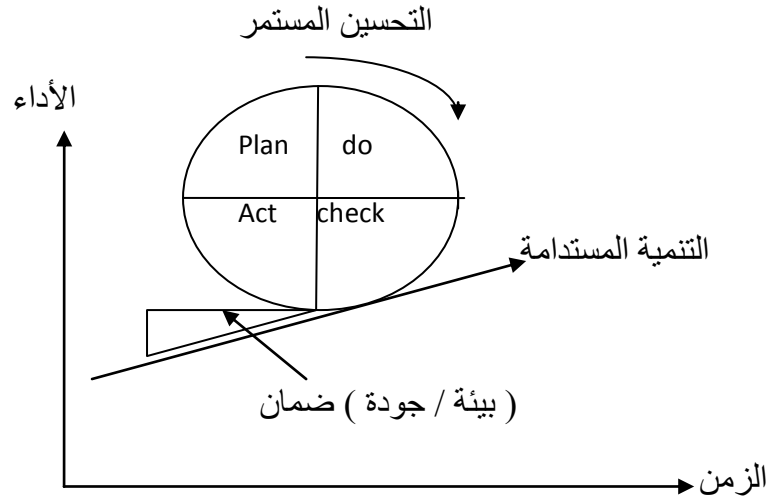 التحسين المستمر
الأداء
Plan do
Act check
التنمية المستدامة
ضمان ( بيئة / جودة )
الزمن